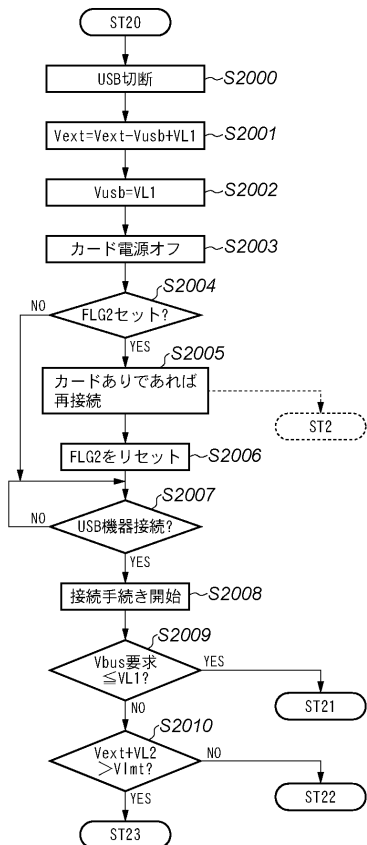 ST20
USB切断
S2000
Vext=Vext-Vusb+VL1
S2001
Vusb=VL1
S2002
カード電源オフ
S2003
S2004
FLG2セット?
NO
YES
S2005
カードありであれば
再接続
ST2
FLG2をリセット
S2006
S2007
USB機器接続?
NO
YES
接続手続き開始
S2008
S2009
Vbus要求
≦VL1?
YES
ST21
NO
S2010
Vext+VL2
>Vlmt?
NO
ST22
YES
ST23